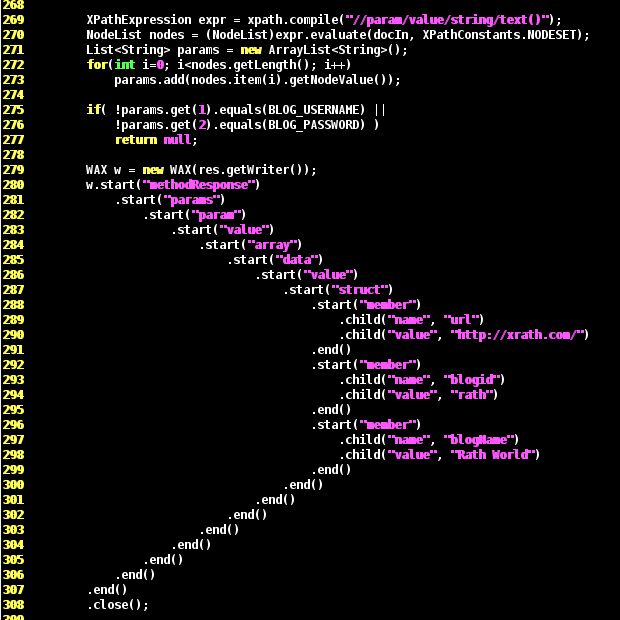 268
269         XPathExpression expr = xpath.compile("//param/value/string/text()");
270         NodeList nodes = (NodeList)expr.evaluate(docIn, XPathConstants.NODESET);
271         List<String> params = new ArrayList<String>();
272         for(int i=0; i<nodes.getLength(); i++)
273             params.add(nodes.item(i).getNodeValue());
274
275         if( !params.get(1).equals(BLOG_USERNAME) ||
276             !params.get(2).equals(BLOG_PASSWORD) )
277             return null;
278
279         WAX w = new WAX(res.getWriter());
280         w.start("methodResponse")
281             .start("params")
282                 .start("param")
283                     .start("value")
284                         .start("array")
285                             .start("data")
286                                 .start("value")
287                                     .start("struct")
288                                         .start("member")
289                                             .child("name", "url")
290                                             .child("value", "http://xrath.com/")
291                                         .end()
292                                         .start("member")
293                                             .child("name", "blogid")
294                                             .child("value", "rath")
295                                         .end()
296                                         .start("member")
297                                             .child("name", "blogName")
298                                             .child("value", "Rath World")
299                                         .end()
300                                     .end()
301                                 .end()
302                             .end()
303                         .end()
304                     .end()
305                 .end()
306             .end()
307         .end()
308         .close();
309